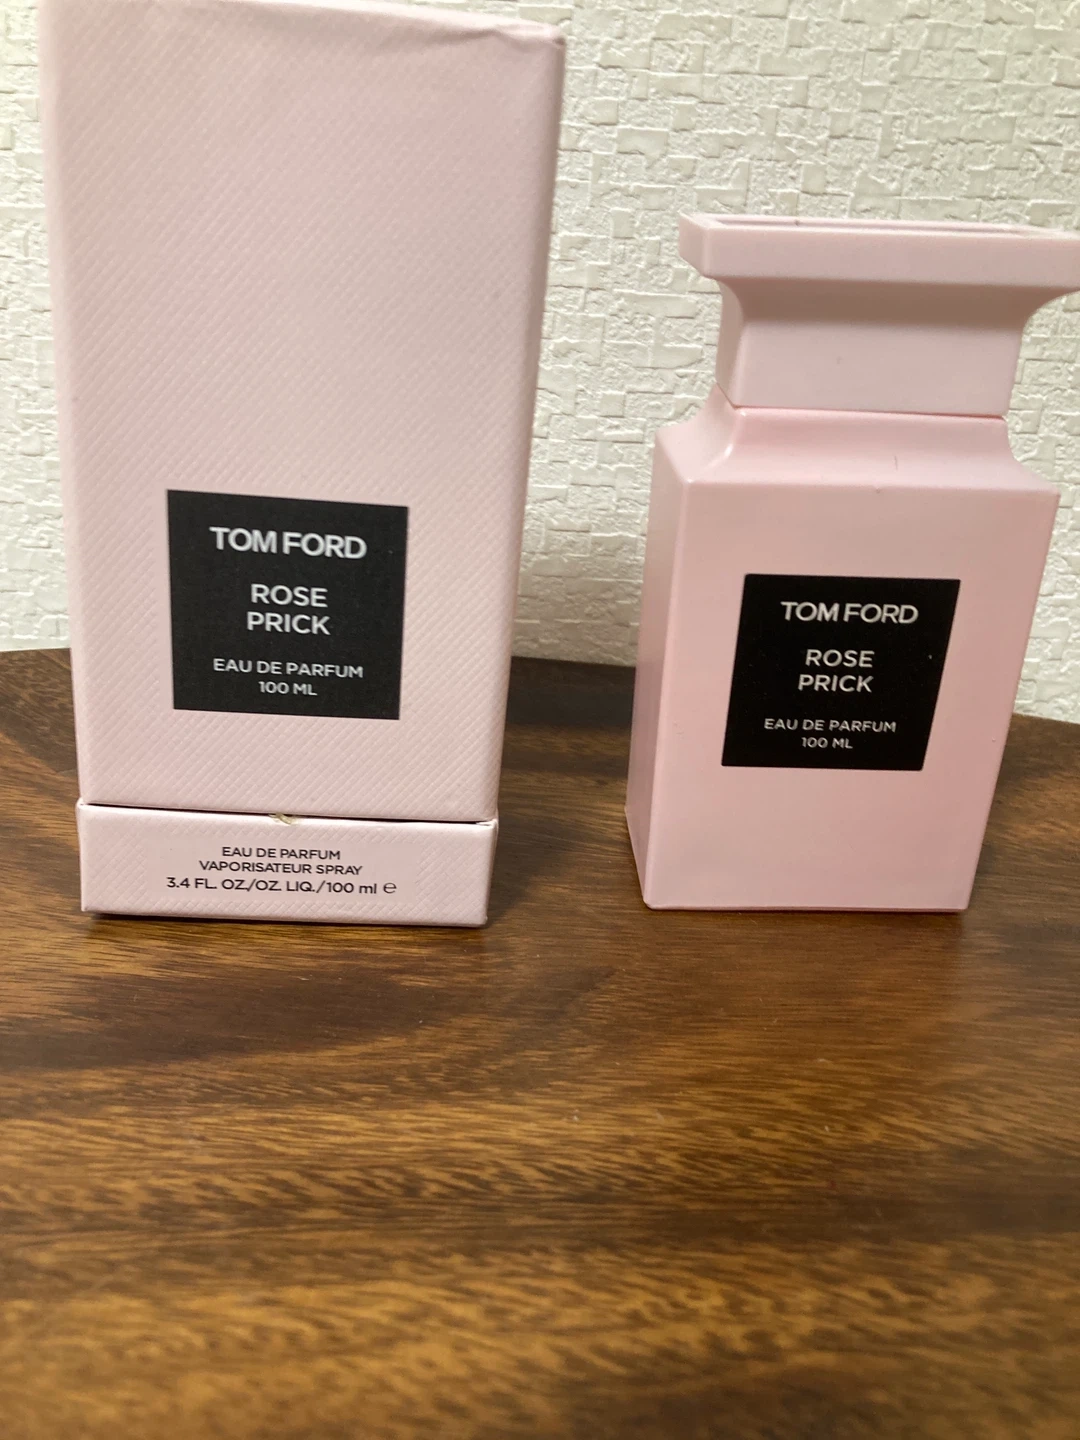 TOM FORD
ROSE
PRICK
EAU DE PARFUM
100 ML
EAU DE PARFUM
VAPORISATEUR SPRAY
3.4 FL. OZ./OZ. LIQ./100 ml ℮
TOM FORD
ROSE
PRICK
EAU DE PARFUM
100 ML